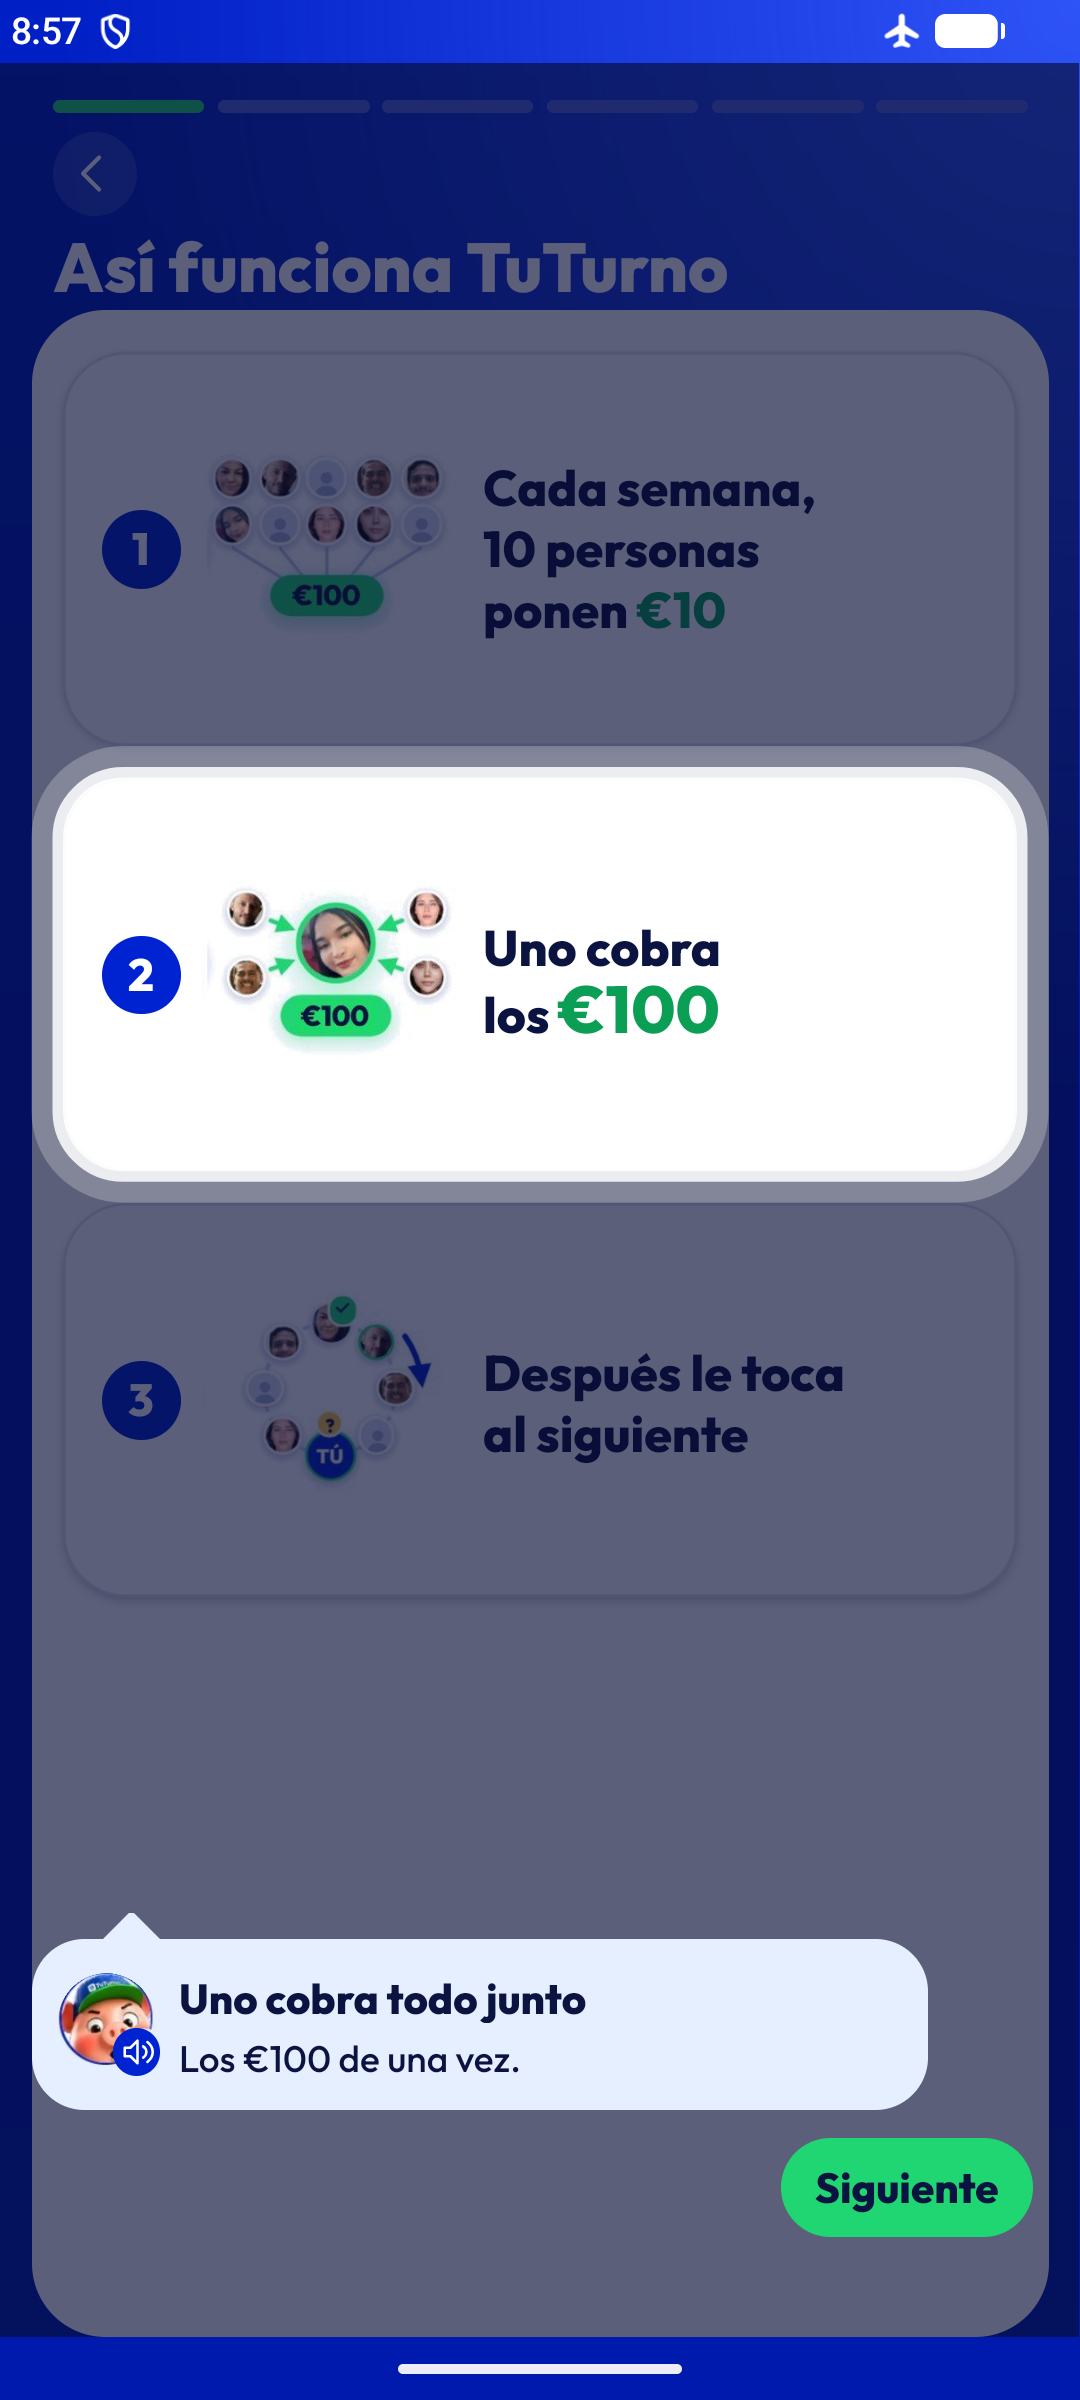 8:57
Así funciona TuTurno
1
€100
Cada semana,
10 personas
ponen €10
2
€100
Uno cobra
los €100
3
?
TÚ
Después le toca
al siguiente
Uno cobra todo junto
Los €100 de una vez.
Siguiente